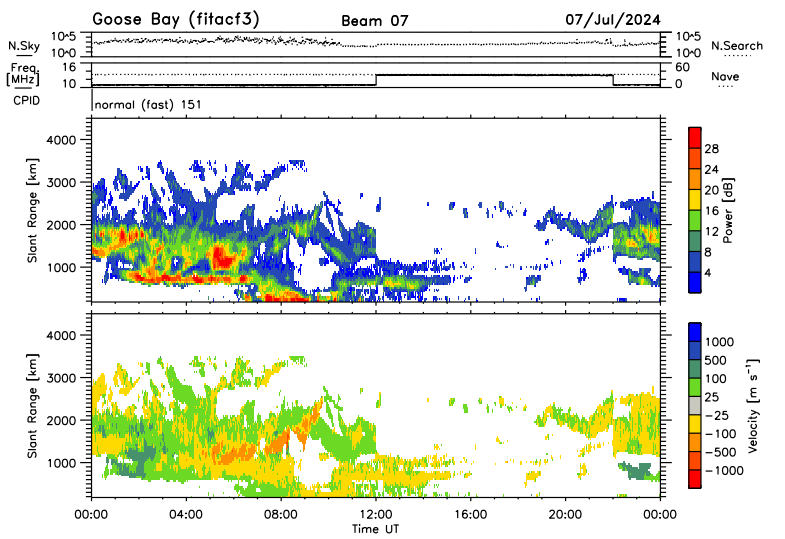 Goose Bay (fitacf3) Beam 07 07/Jul/2024
N.Sky 10^5 10^0 10^5 10^0 N.Search
Freq. [MHz] 16 10 60 0 Nave
CPID normal (fast) 151
Slant Range [km] 4000 3000 2000 1000
28 24 20 16 12 8 4 Power [dB]
Slant Range [km] 4000 3000 2000 1000
1000 500 100 25 −25 −100 −500 −1000 Velocity [m s⁻¹]
00:00 04:00 08:00 12:00 16:00 20:00 00:00
Time UT